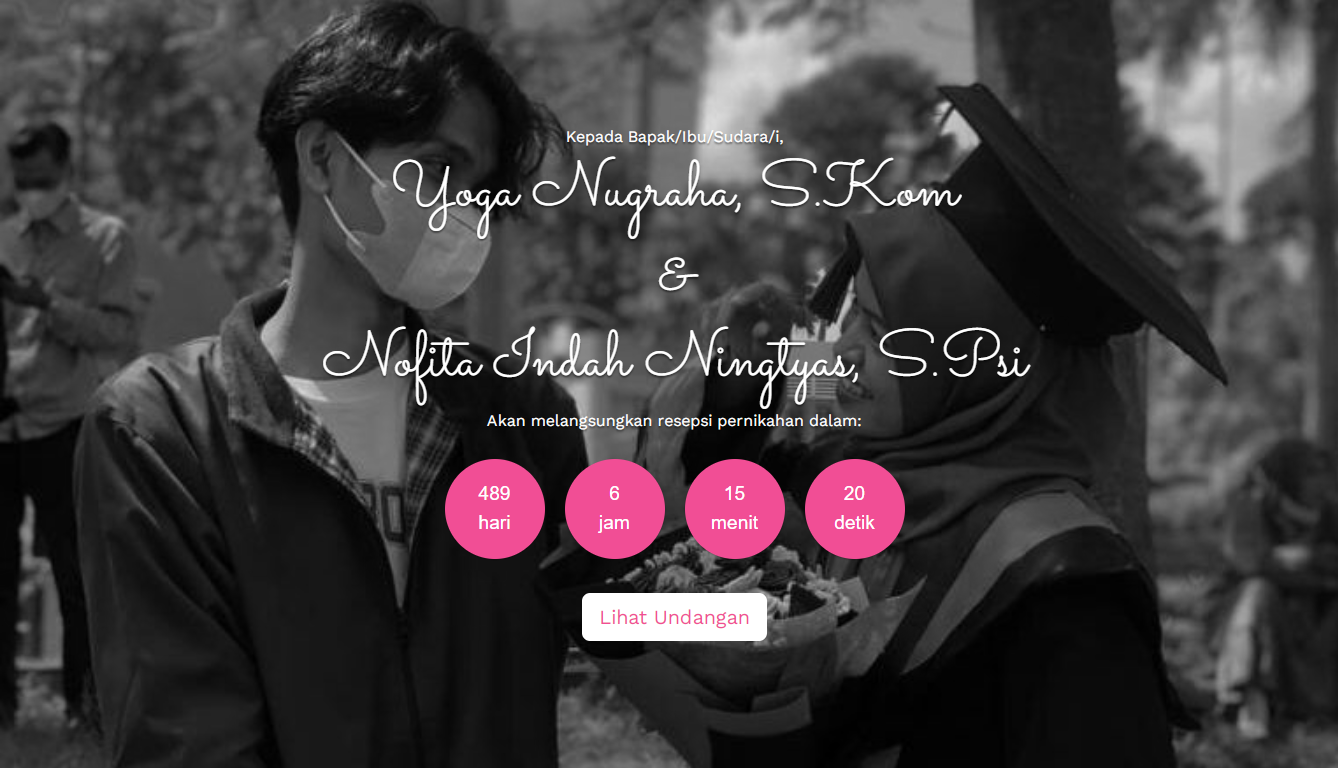 Kepada Bapak/Ibu/Sudara/i,
Yoga Nugraha, S.Kom
&
Nofita Indah Ningtyas, S.Psi
Akan melangsungkan resepsi pernikahan dalam:
489 6 15 20
hari jam menit detik
Lihat Undangan